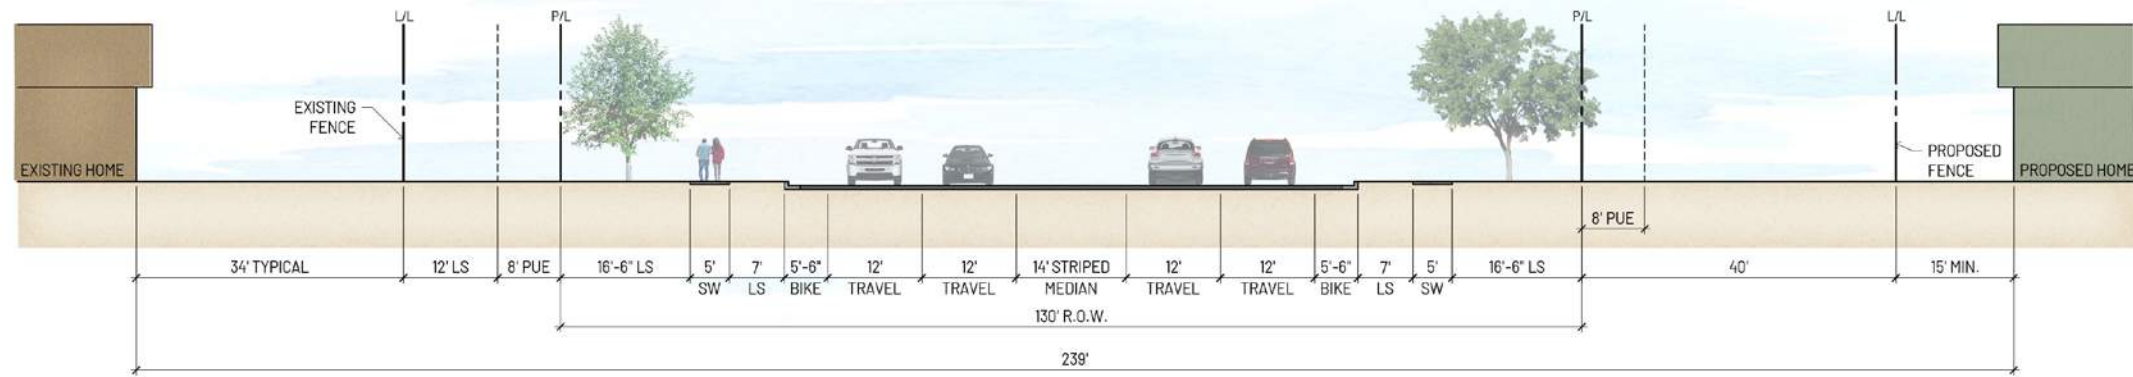 L/L
P/L
P/L
L/L
EXISTING
FENCE
PROPOSED
FENCE
EXISTING HOME
PROPOSED HOME
8' PUE
34' TYPICAL
12' LS
8' PUE
16'-6" LS
5'
SW
7'
LS
5'-6"
BIKE
12'
TRAVEL
12'
TRAVEL
14' STRIPED
MEDIAN
12'
TRAVEL
12'
TRAVEL
5'-6"
BIKE
7'
LS
5'
SW
16'-6" LS
40'
15' MIN.
130' R.O.W.
239'